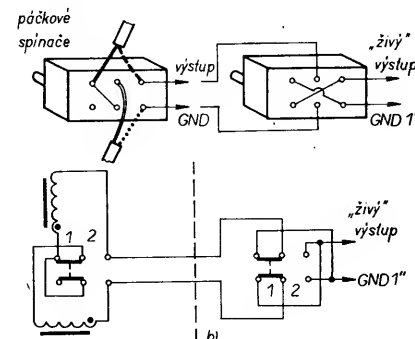 páčkové
spínače
výstup
GND
„živý"
výstup
GND 1"
1 2
1 2
„živý"
výstup
GND 1"
b)